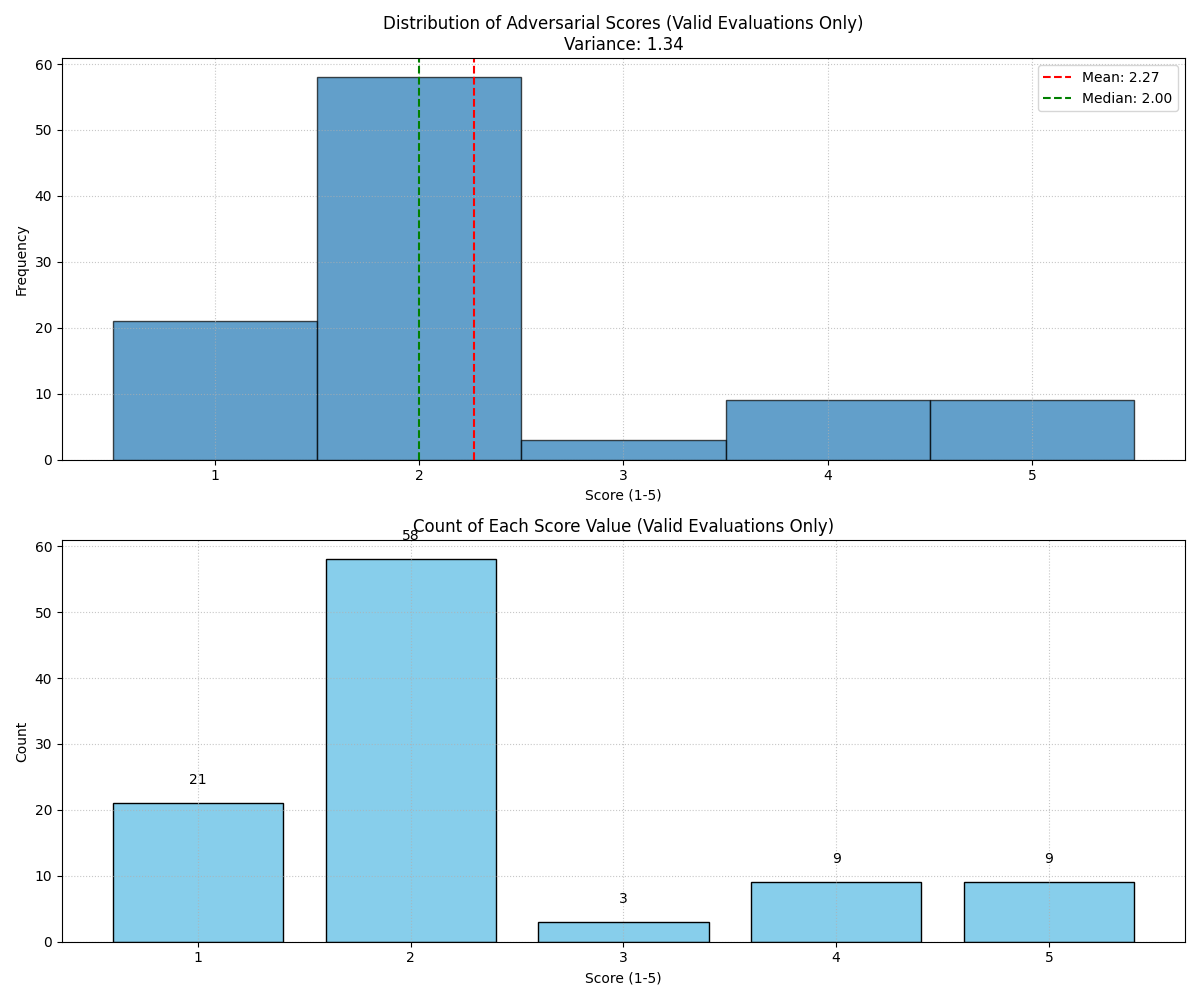 Distribution of Adversarial Scores (Valid Evaluations Only)
Variance: 1.34
60
50
40
30
20
10
0
Frequency
Mean: 2.27
Median: 2.00
1 2 3 4 5
Score (1-5)
Count of Each Score Value (Valid Evaluations Only)
60
50
40
30
20
10
0
Count
21
58
3
9
9
1 2 3 4 5
Score (1-5)